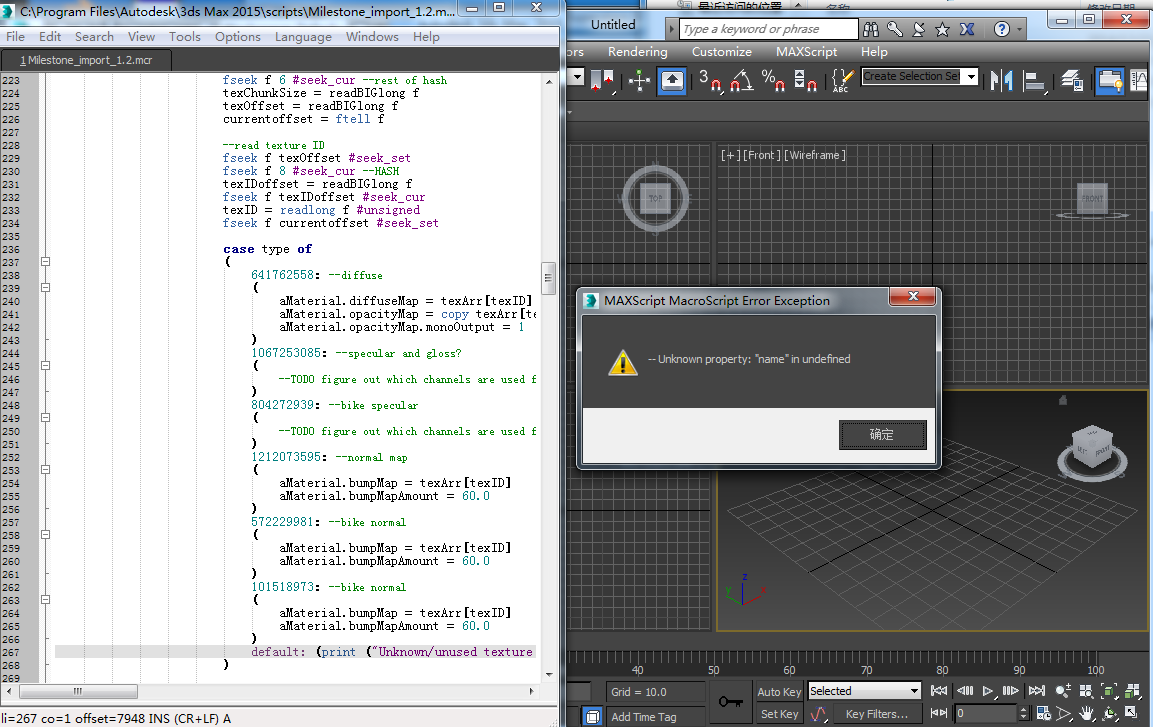 C:\Program Files\Autodesk\3ds Max 2015\scripts\Milestone_import_1.2.m...
File Edit Search View Tools Options Language Windows Help
1 Milestone_import_1.2.mcr
223 fseek f 6 #seek_cur --rest of hash
224 texChunkSize = readBIGlong f
225 texOffset = readBIGlong f
226 currentoffset = ftell f
227
228 --read texture ID
229 fseek f texOffset #seek_set
230 fseek f 8 #seek_cur --HASH
231 texIDoffset = readBIGlong f
232 fseek f texIDoffset #seek_cur
233 texID = readlong f #unsigned
234 fseek f currentoffset #seek_set
235
236 case type of
237 (
238 641762558: --diffuse
239 (
240 aMaterial.diffuseMap = texArr[texID]
241 aMaterial.opacityMap = copy texArr[te
242 aMaterial.opacityMap.monoOutput = 1
243 )
244 1067253085: --specular and gloss?
245 (
246 --TODO figure out which channels are used f
247 )
248 804272939: --bike specular
249 (
250 --TODO figure out which channels are used f
251 )
252 1212073595: --normal map
253 (
254 aMaterial.bumpMap = texArr[texID]
255 aMaterial.bumpMapAmount = 60.0
256 )
257 572229981: --bike normal
258 (
259 aMaterial.bumpMap = texArr[texID]
260 aMaterial.bumpMapAmount = 60.0
261 )
262 101518973: --bike normal
263 (
264 aMaterial.bumpMap = texArr[texID]
265 aMaterial.bumpMapAmount = 60.0
266 )
267 default: (print ("Unknown/unused texture
268 )
li=267 co=1 offset=7948 INS (CR+LF) A
最近访问的位置
Untitled
Type a keyword or phrase
ors Rendering Customize MAXScript Help
3
%
ABC
Create Selection Set
[+][Front][Wireframe]
TOP
FRONT
MAXScript MacroScript Error Exception
-- Unknown property: "name" in undefined
确定
z
x
y
40 50 60 70 80 90 100
Grid = 10.0
Auto Key
Selected
Add Time Tag
Set Key
Key Filters...
0